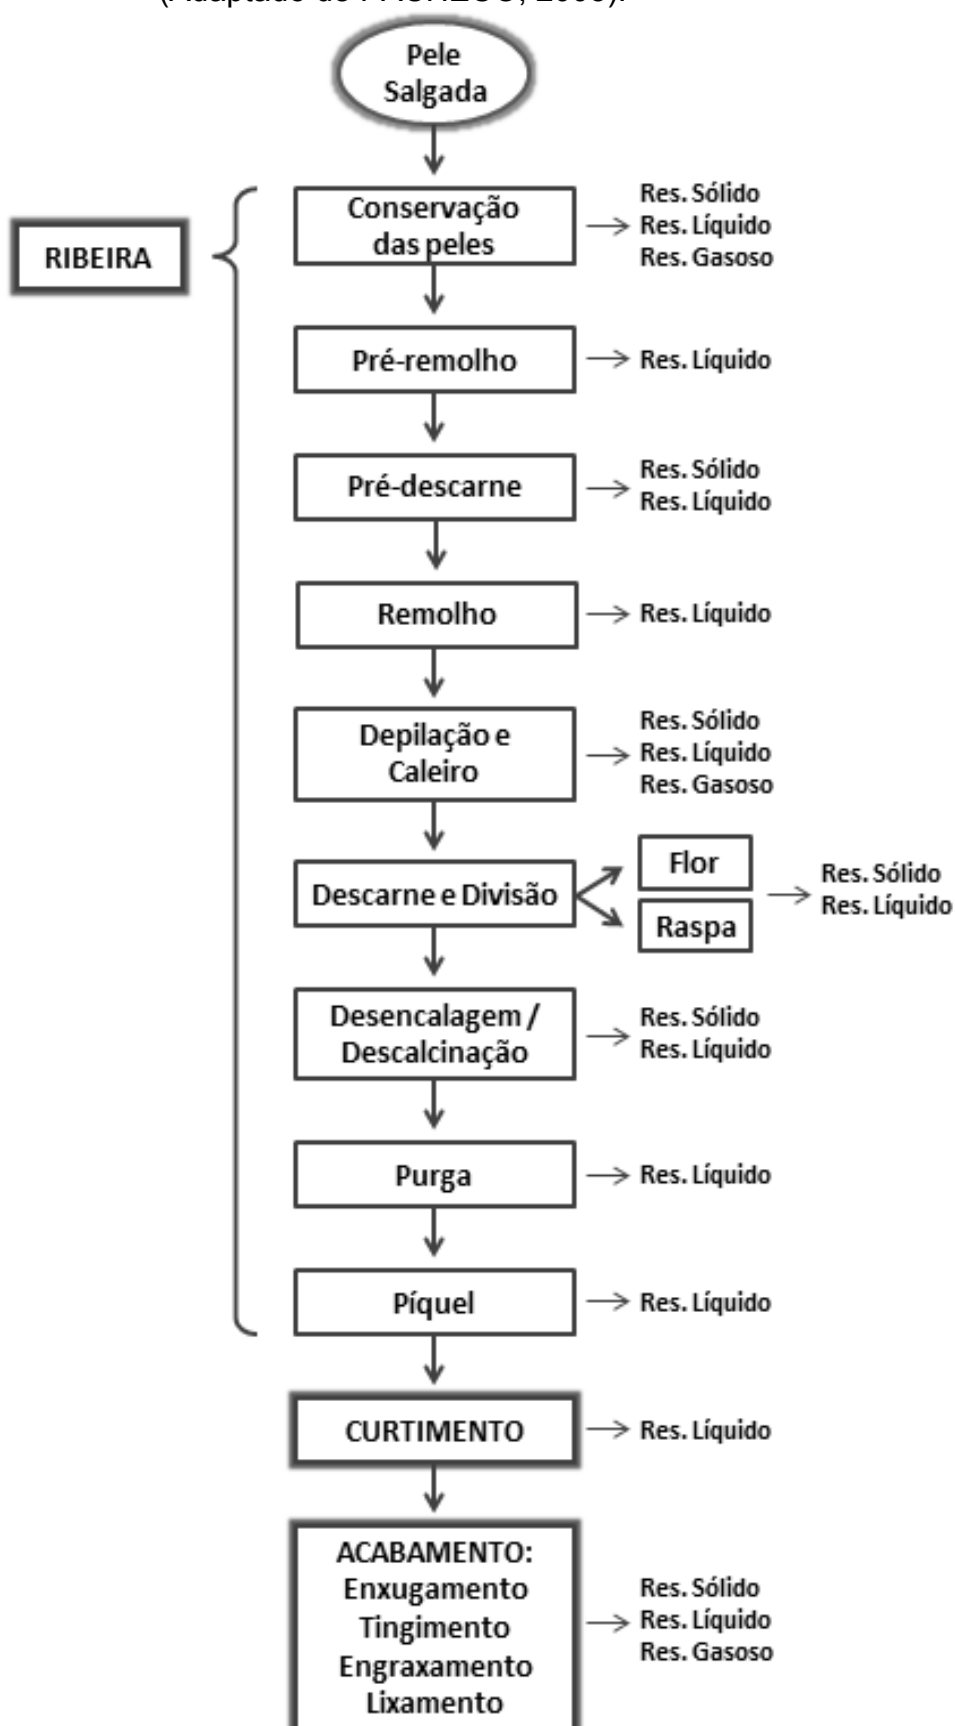 Pele
Salgada
RIBEIRA
Conservação
das peles
Res. Sólido
Res. Líquido
Res. Gasoso
Pré-remolho
Res. Líquido
Pré-descarne
Res. Sólido
Res. Líquido
Remolho
Res. Líquido
Depilação e
Caleiro
Res. Sólido
Res. Líquido
Res. Gasoso
Descarne e Divisão
Flor
Raspa
Res. Sólido
Res. Líquido
Desencalagem /
Descalcinação
Res. Sólido
Res. Líquido
Purga
Res. Líquido
Píquel
Res. Líquido
CURTIMENTO
Res. Líquido
ACABAMENTO:
Enxugamento
Tingimento
Engraxamento
Lixamento
Res. Sólido
Res. Líquido
Res. Gasoso